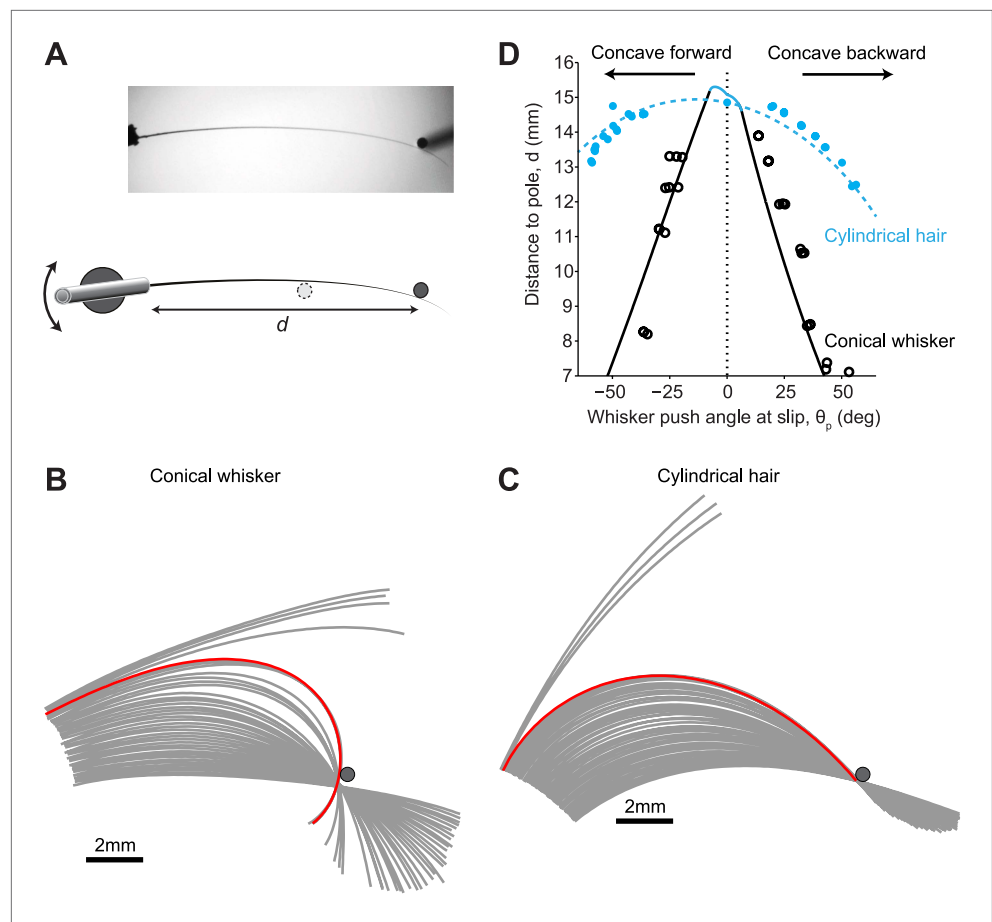 A
d
B
Conical whisker
2mm
C
Cylindrical hair
2mm
D
Concave forward
Concave backward
Distance to pole, d (mm)
16
15
14
13
12
11
10
9
8
7
Cylindrical hair
Conical whisker
−50
−25
0
25
50
Whisker push angle at slip, θp (deg)